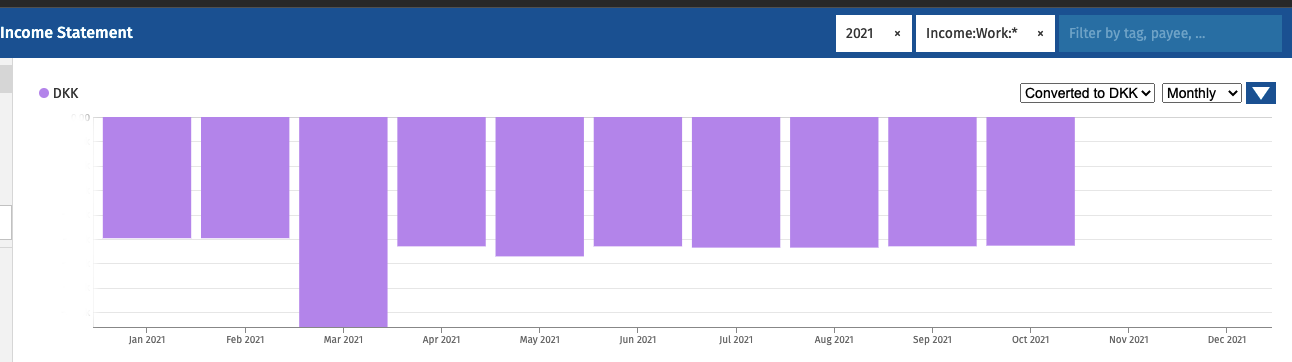 Income Statement
2021 ×
Income:Work:* ×
Filter by tag, payee, ...
DKK
Converted to DKK
Monthly
Jan 2021
Feb 2021
Mar 2021
Apr 2021
May 2021
Jun 2021
Jul 2021
Aug 2021
Sep 2021
Oct 2021
Nov 2021
Dec 2021